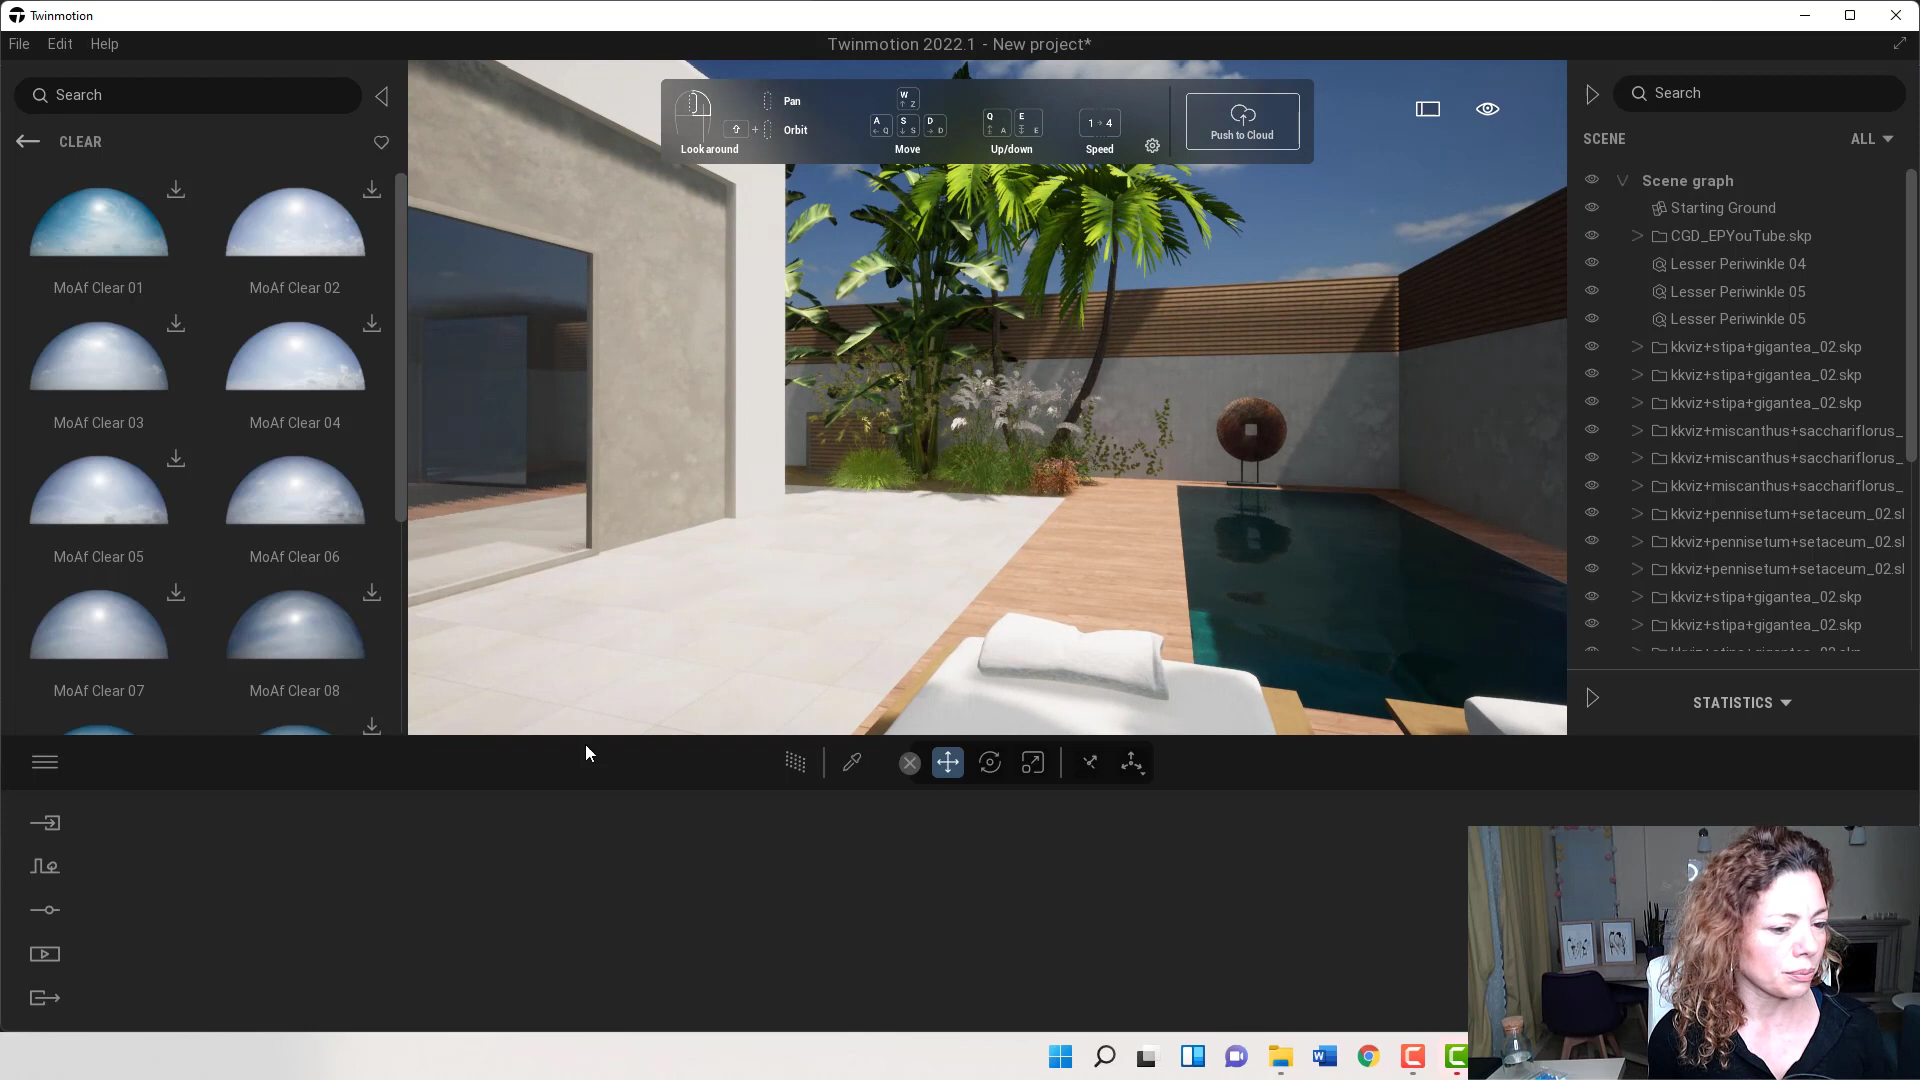 Twinmotion
File Edit Help
Twinmotion 2022.1 - New project*
Search
CLEAR
MoAf Clear 01
MoAf Clear 02
MoAf Clear 03
MoAf Clear 04
MoAf Clear 05
MoAf Clear 06
MoAf Clear 07
MoAf Clear 08
Look around
Pan
Orbit
W
Z
A Q S S D D
Move
Q A E E
Up/down
1 → 4
Speed
Push to Cloud
Search
SCENE ALL
Scene graph
Starting Ground
CGD_EPYouTube.skp
Lesser Periwinkle 04
Lesser Periwinkle 05
Lesser Periwinkle 05
kkviz+stipa+gigantea_02.skp
kkviz+stipa+gigantea_02.skp
kkviz+stipa+gigantea_02.skp
kkviz+miscanthus+sacchariflorus_
kkviz+miscanthus+sacchariflorus_
kkviz+miscanthus+sacchariflorus_
kkviz+pennisetum+setaceum_02.sl
kkviz+pennisetum+setaceum_02.sl
kkviz+pennisetum+setaceum_02.sl
kkviz+stipa+gigantea_02.skp
kkviz+stipa+gigantea_02.skp
STATISTICS